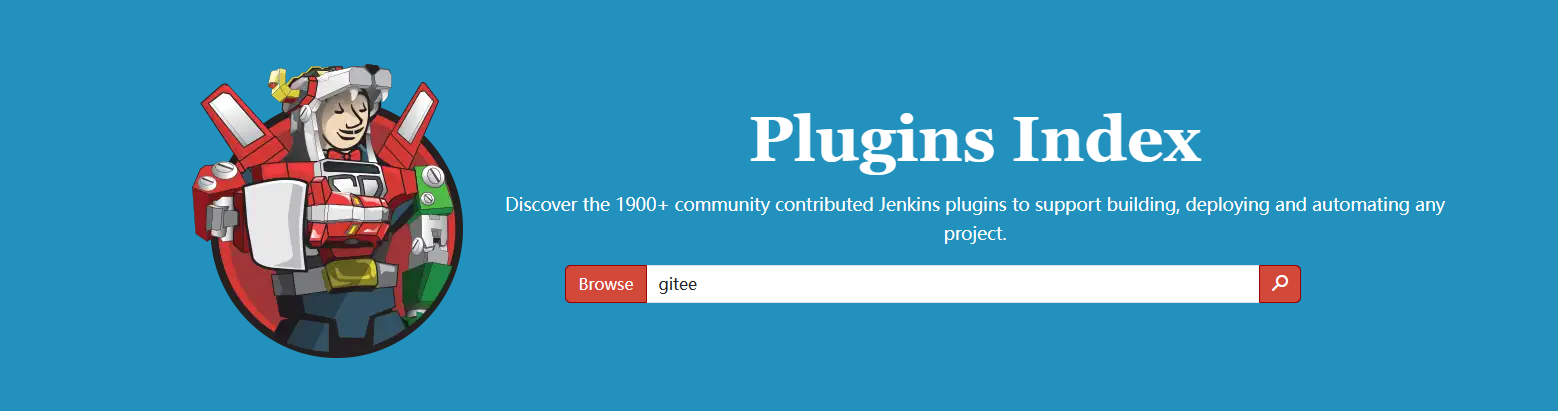 Plugins Index
Discover the 1900+ community contributed Jenkins plugins to support building, deploying and automating any
project.
Browse gitee